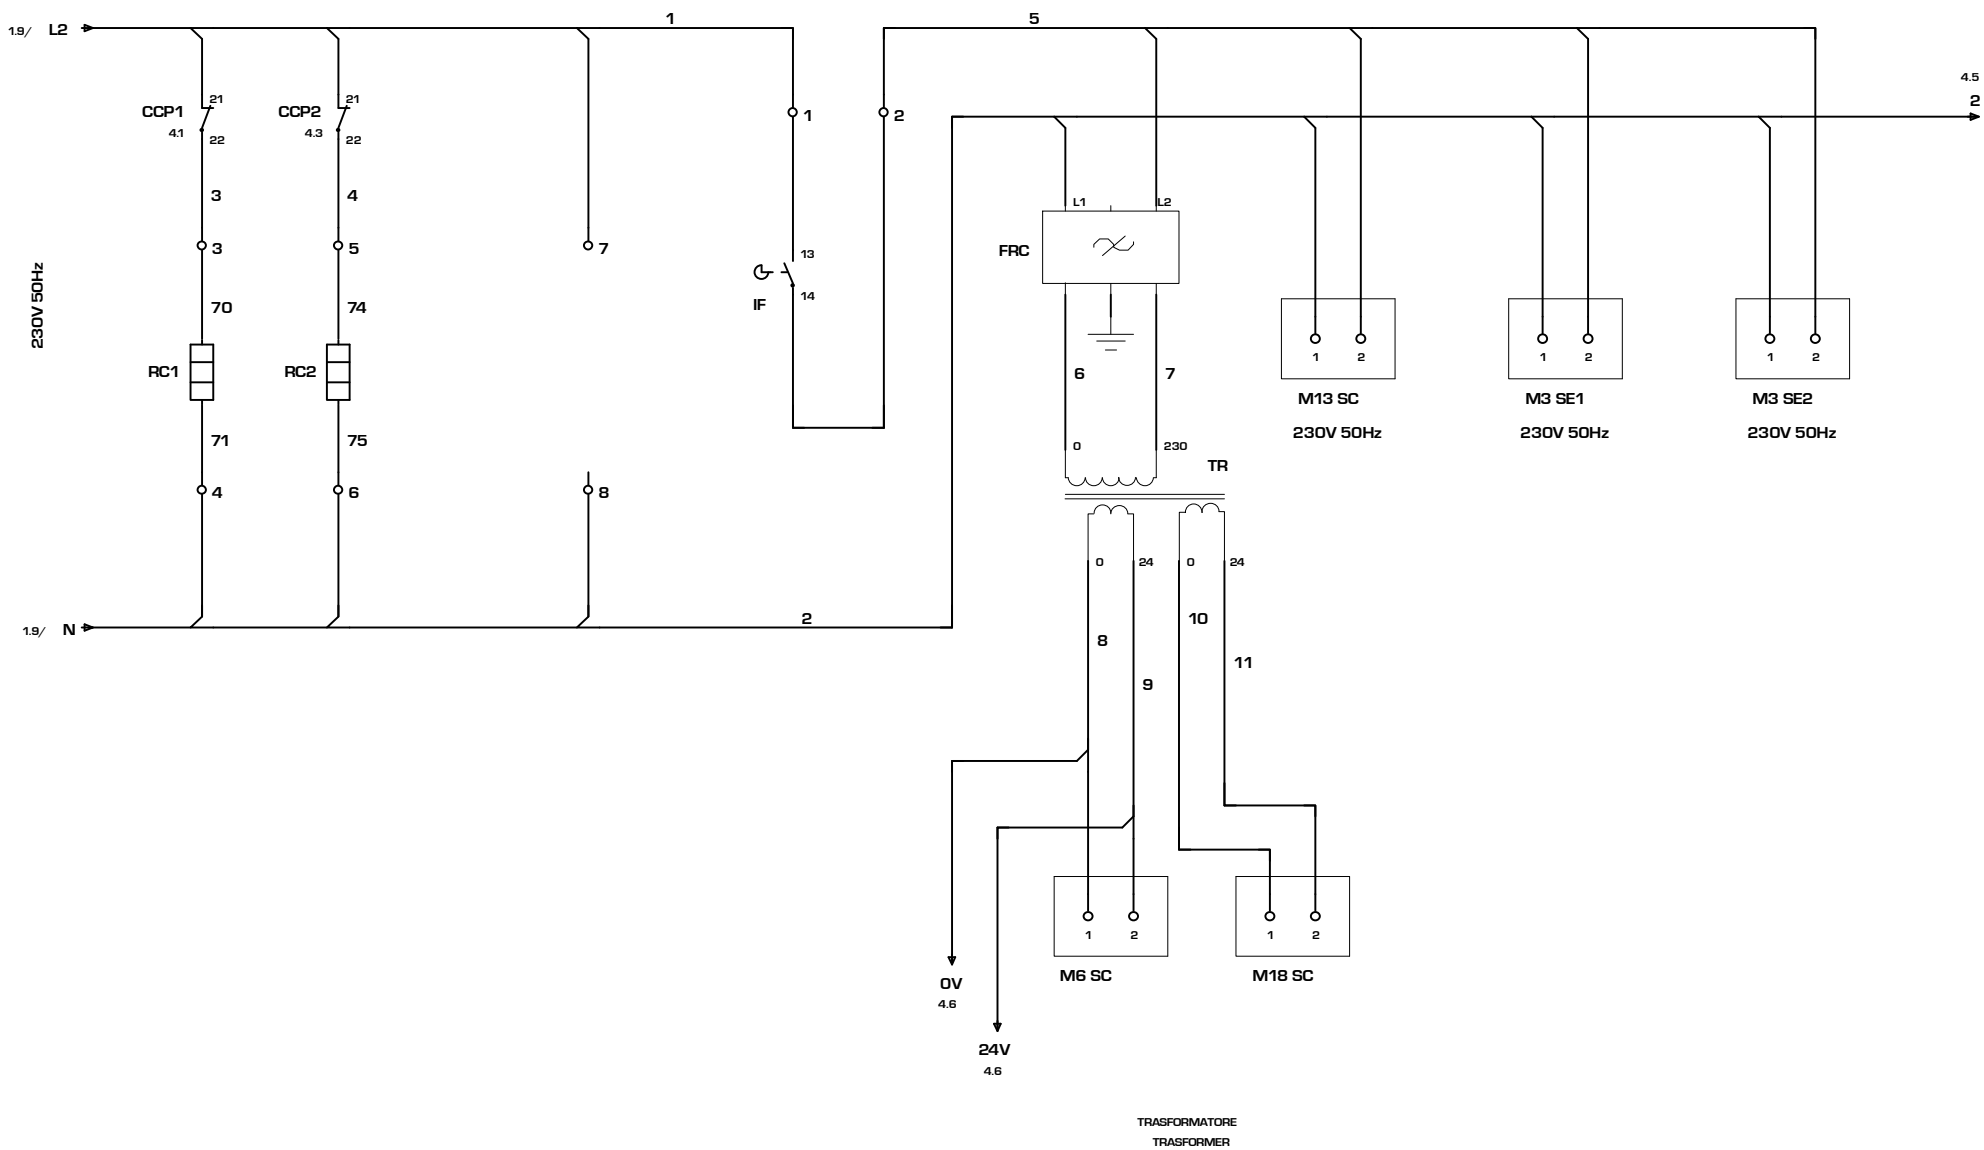 1 5
1.9/ L2
4.5
2
21 21
CCP1 CCP2
4.1 4.3
22 22
1 2
3 4
L1 L2
3 5 7
13
FRC
14
IF
230V 50Hz
70 74
1 2 1 2 1 2
RC1 RC2
6 7
M13 SC M3 SE1 M3 SE2
230V 50Hz 230V 50Hz 230V 50Hz
71 75
0 230
TR
4 6 8
0 24 0 24
2 10
1.9/ N
8
11
9
1 2 1 2
M6 SC M18 SC
0V
4.6
24V
4.6
TRASFORMATORE
TRASFORMER